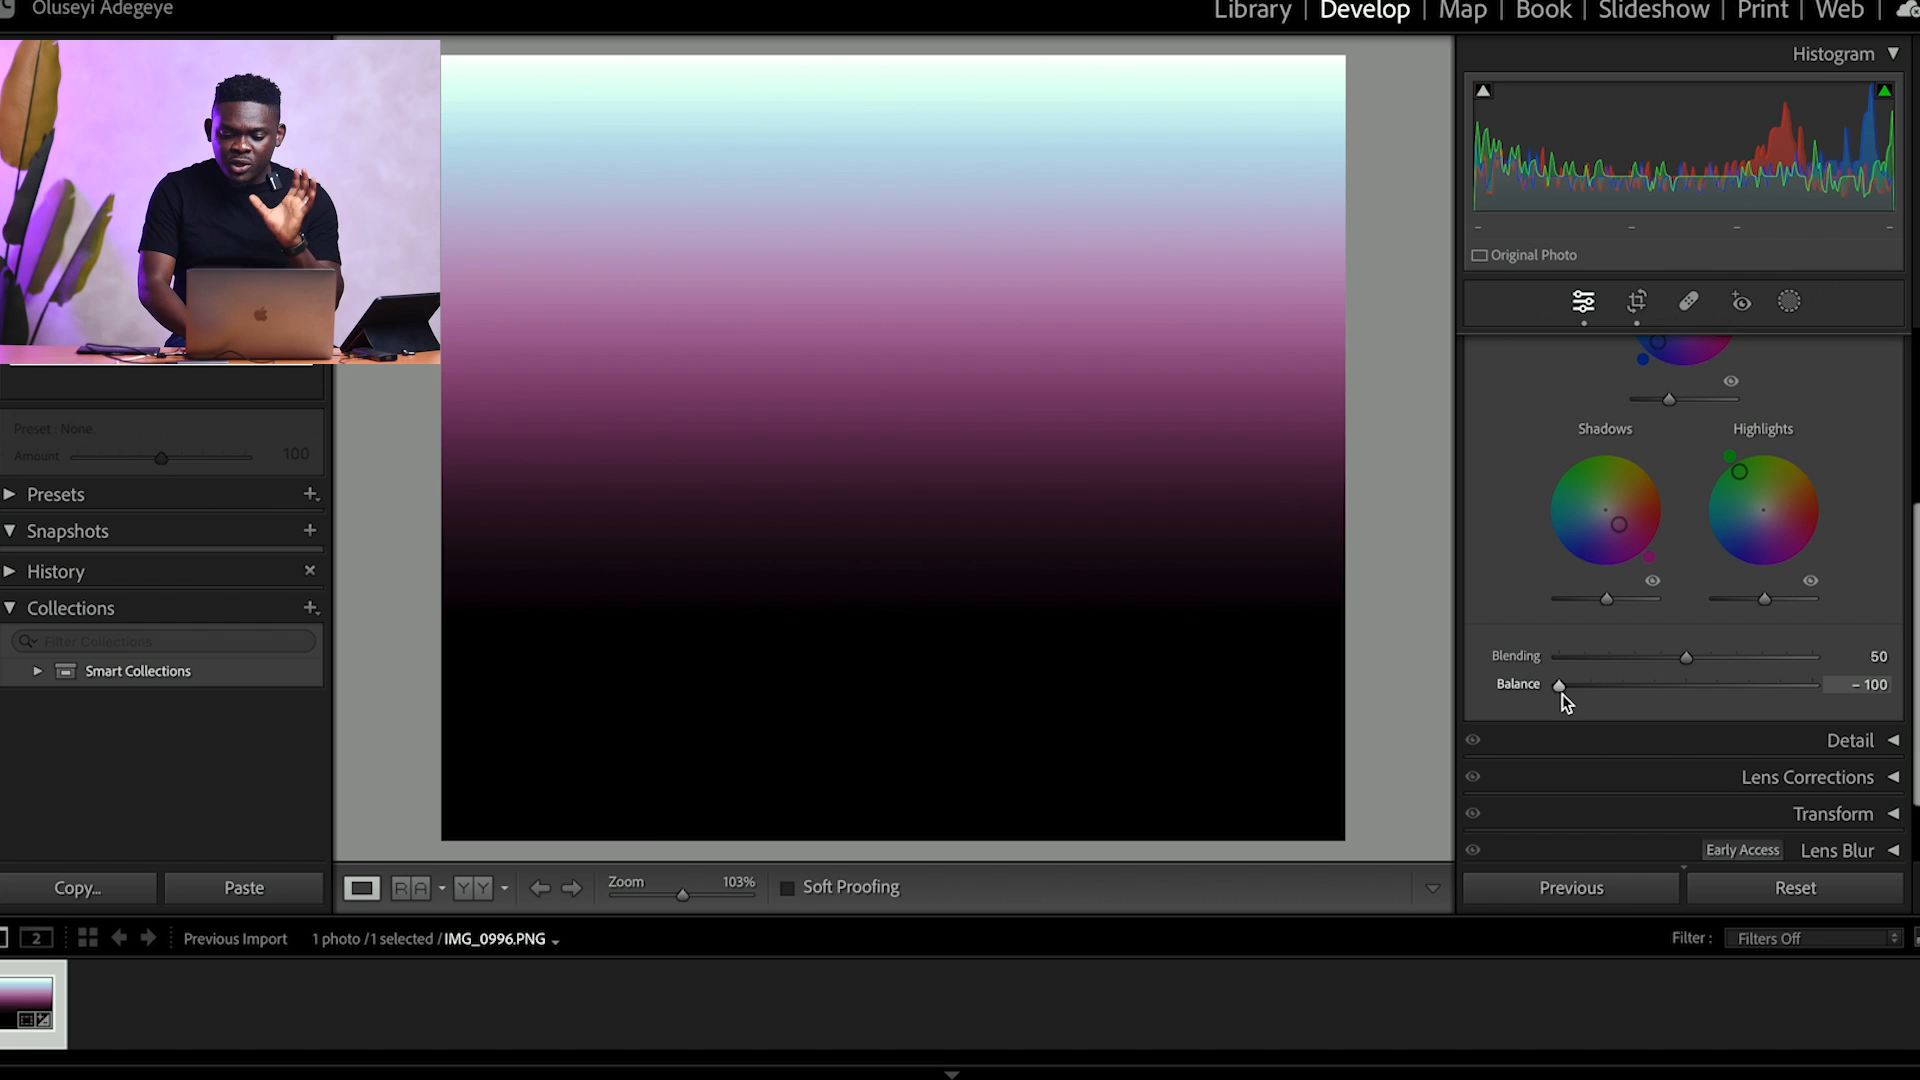 Oluseyi Adegeye
Library | Develop | Map | Book | Slideshow | Print | Web |
Histogram
Original Photo
Shadows
Highlights
Blending 50
Balance – 100
Detail
Lens Corrections
Transform
Early Access Lens Blur
Previous Reset
Preset : None
Amount 100
Presets
Snapshots
History
Collections
Filter Collections
Smart Collections
Copy... Paste
R A Y Y
Zoom 103%
Soft Proofing
2 Previous Import 1 photo /1 selected /IMG_0996.PNG
Filter : Filters Off